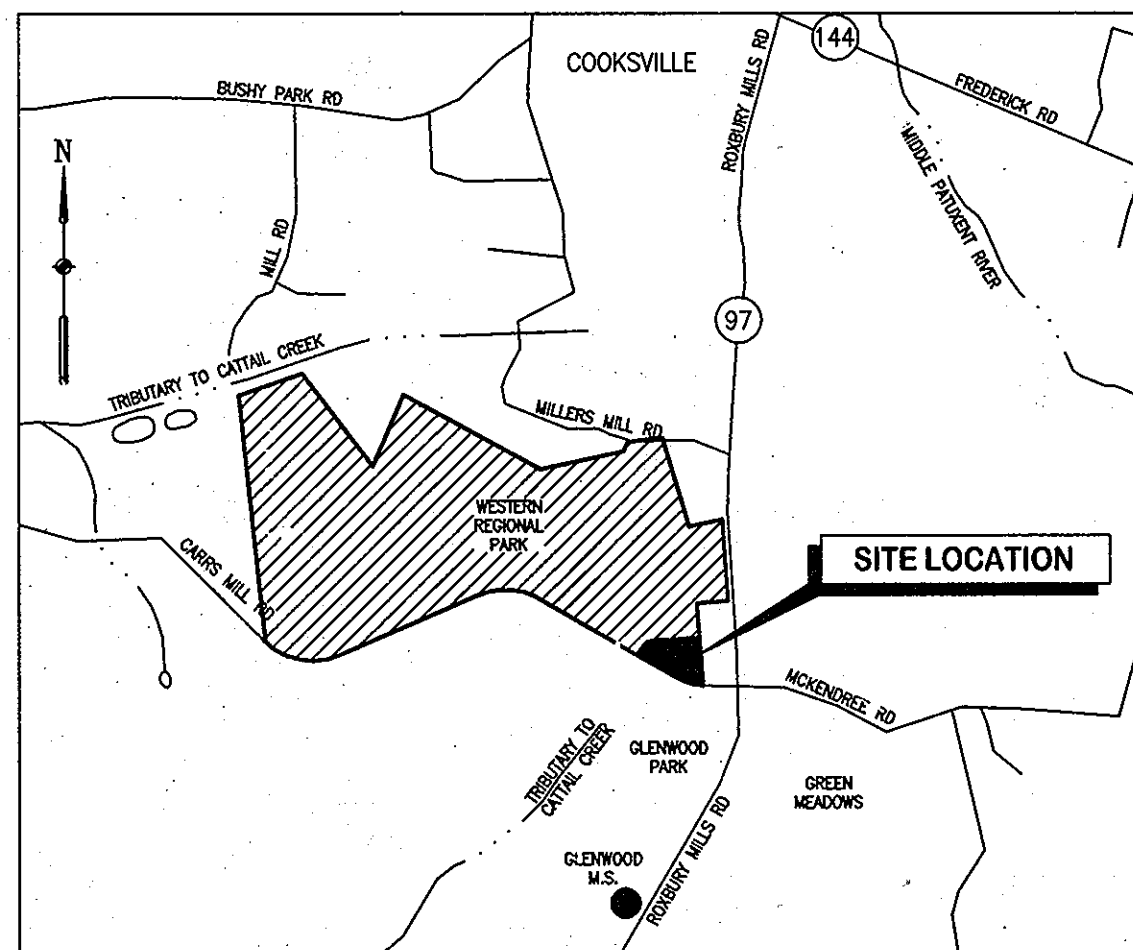 COOKSVILLE
144
BUSHY PARK RD
ROXBURY MILLS RD
FREDERICK RD
N
MIDDLE PATUXENT RIVER
MILL RD
97
TRIBUTARY TO CATTAIL CREEK
MILLERS MILL RD
WESTERN
REGIONAL
PARK
CARRS MILL RD
SITE LOCATION
MCKENDREE RD
TRIBUTARY TO
CATTAIL CREEK
GLENWOOD
PARK
GREEN
MEADOWS
ROXBURY MILLS RD
GLENWOOD
M.S.